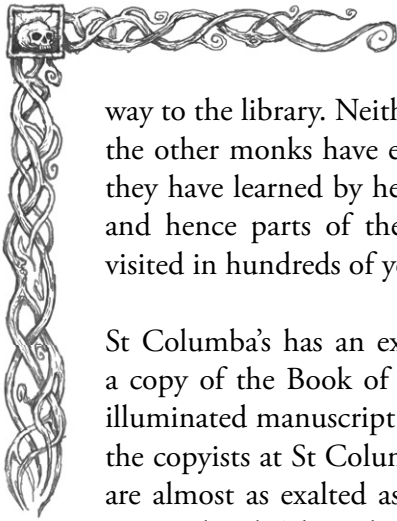 way to the library. Neith
the other monks have e
they have learned by he
and hence parts of the
visited in hundreds of y
St Columba's has an ex
a copy of the Book of
illuminated manuscript
the copyists at St Colum
are almost as exalted as